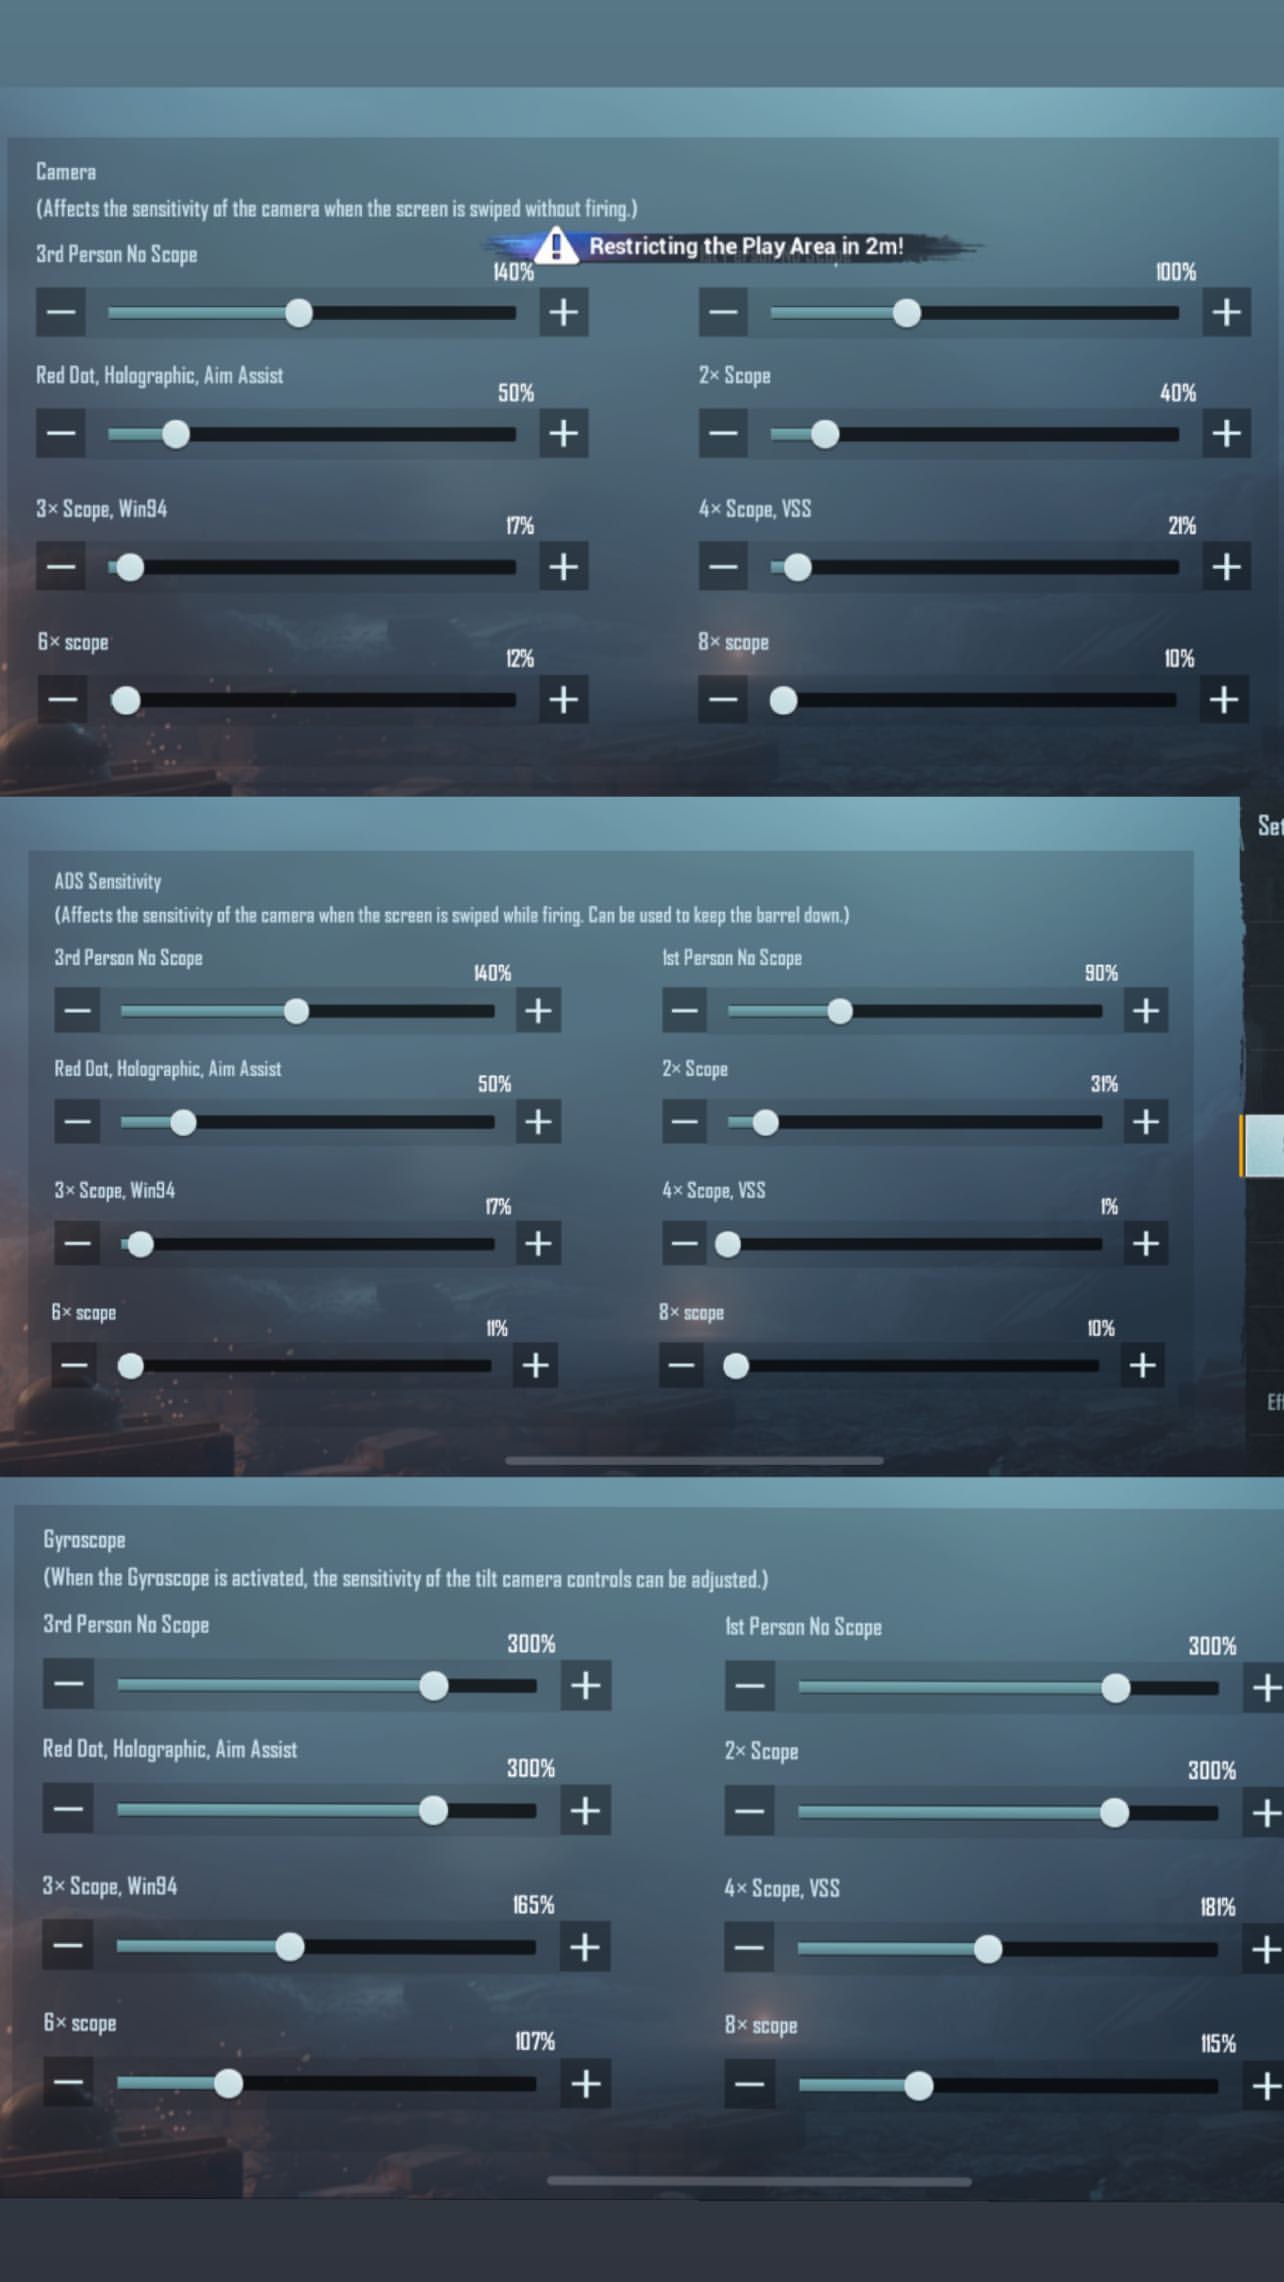 Camera
(Affects the sensitivity of the camera when the screen is swiped without firing.)
Restricting the Play Area in 2m!
3rd Person No Scope
140%
100%
Red Dot, Holographic, Aim Assist
50%
2× Scope
40%
3× Scope, Win94
17%
4× Scope, VSS
21%
6× scope
12%
8× scope
10%
Set
ADS Sensitivity
(Affects the sensitivity of the camera when the screen is swiped while firing. Can be used to keep the barrel down.)
3rd Person No Scope
140%
1st Person No Scope
90%
Red Dot, Holographic, Aim Assist
50%
2× Scope
31%
3× Scope, Win94
17%
4× Scope, VSS
1%
6× scope
11%
8× scope
10%
Gyroscope
(When the Gyroscope is activated, the sensitivity of the tilt camera controls can be adjusted.)
3rd Person No Scope
300%
1st Person No Scope
300%
Red Dot, Holographic, Aim Assist
300%
2× Scope
300%
3× Scope, Win94
165%
4× Scope, VSS
181%
6× scope
107%
8× scope
115%